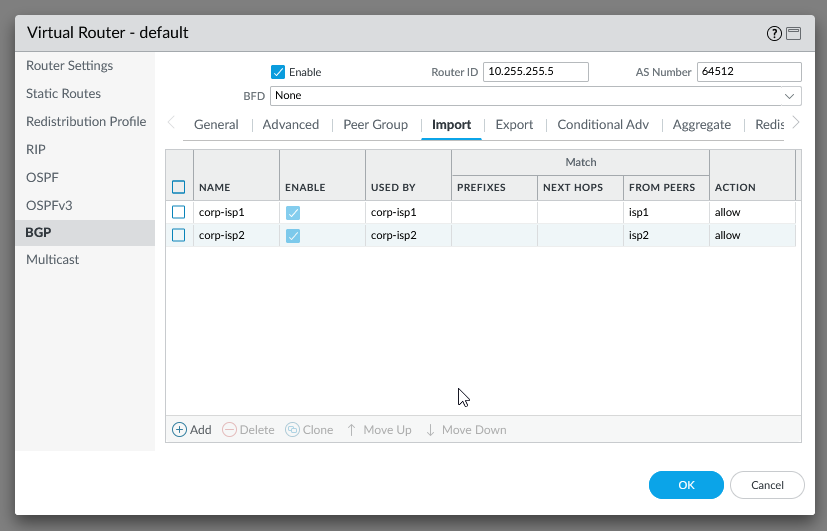 Virtual Router - default
Router Settings
Static Routes
Redistribution Profile
RIP
OSPF
OSPFv3
BGP
Multicast
Enable Router ID 10.255.255.5 AS Number 64512
BFD None
General Advanced Peer Group Import Export Conditional Adv Aggregate Redis
Match
NAME ENABLE USED BY PREFIXES NEXT HOPS FROM PEERS ACTION
corp-isp1 corp-isp1 isp1 allow
corp-isp2 corp-isp2 isp2 allow
Add Delete Clone Move Up Move Down
OK Cancel